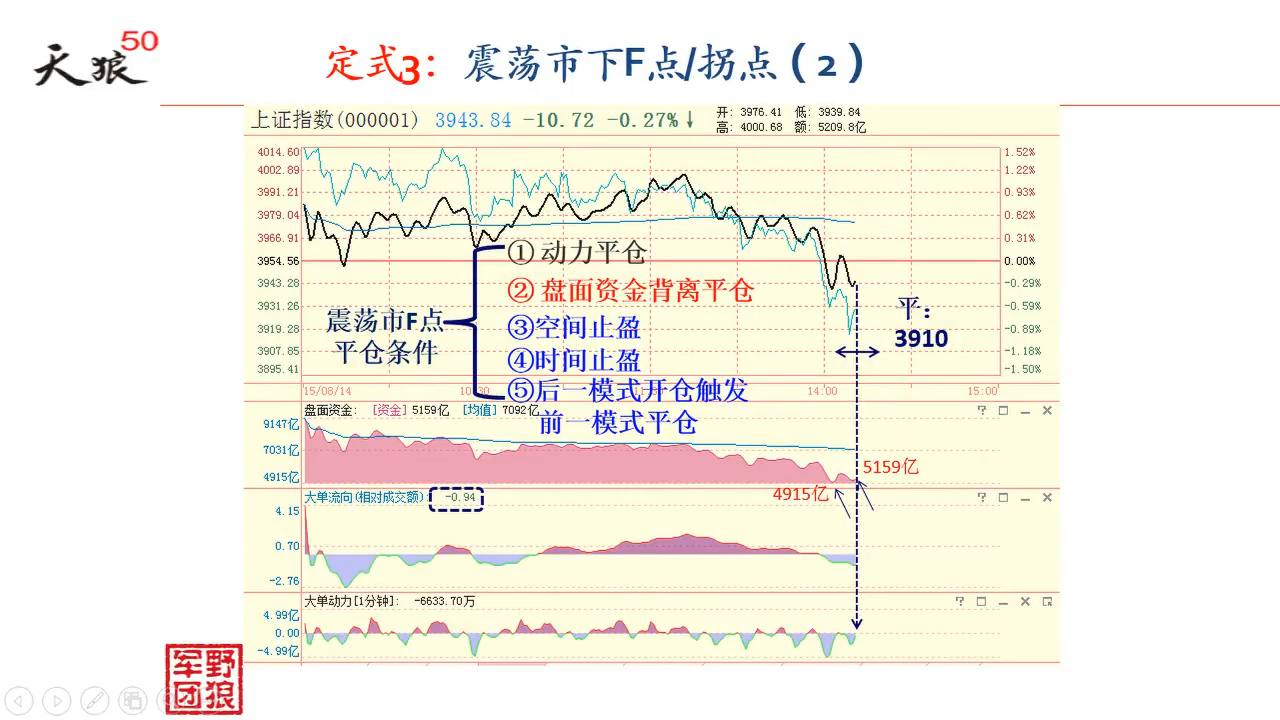 天狼50
定式3：震荡市下F点/拐点（2）
上证指数(000001) 3943.84 -10.72 -0.27%↓
开: 3976.41 低: 3939.84
高: 4000.68 额: 5209.8亿
4014.60 1.52%
4002.89 1.22%
3991.21 0.93%
3979.04 0.62%
3966.91 0.31%
3954.56 0.00%
3943.28 -0.29%
3931.26 -0.59%
3919.28 -0.89%
3907.85 -1.18%
3895.41 -1.50%
震荡市F点
平仓条件
①动力平仓
②盘面资金背离平仓
③空间止盈
④时间止盈
⑤后一模式开仓触发
前一模式平仓
平：
3910
15/08/14 10:30 14:00 15:00
盘面资金: [资金] 5159亿 [均值] 7092亿
9147亿
7031亿
4915亿
5159亿
4915亿
大单流向(相对成交额): -0.94
4.15
0.70
-2.76
大单动力[1分钟]: -6633.70万
4.99亿
0.00
-4.99亿
军野
团狼